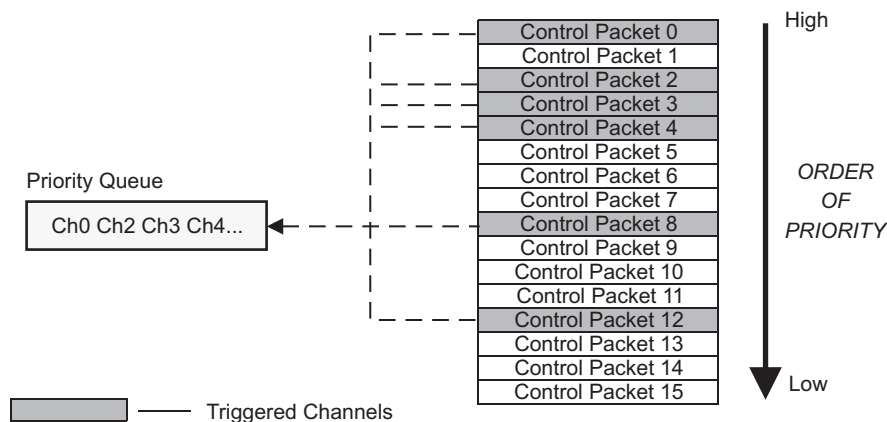 Control Packet 0
Control Packet 1
Control Packet 2
Control Packet 3
Control Packet 4
Control Packet 5
Control Packet 6
Control Packet 7
Control Packet 8
Control Packet 9
Control Packet 10
Control Packet 11
Control Packet 12
Control Packet 13
Control Packet 14
Control Packet 15
High
ORDER
OF
PRIORITY
Low
Priority Queue
Ch0 Ch2 Ch3 Ch4...
Triggered Channels